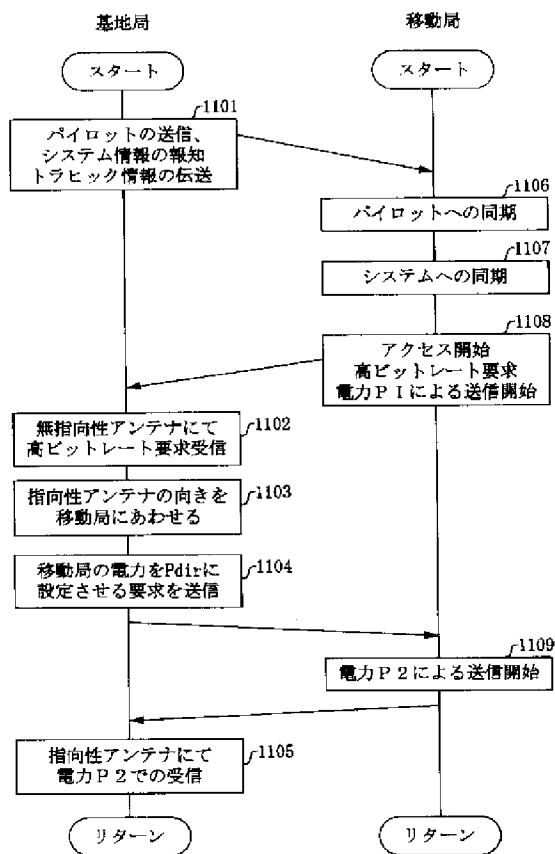 基地局
移動局
スタート
スタート
1101
パイロットの送信、
システム情報の報知
トラヒック情報の伝送
1106
パイロットへの同期
1107
システムへの同期
1108
アクセス開始
高ビットレート要求
電力P1による送信開始
1102
無指向性アンテナにて
高ビットレート要求受信
1103
指向性アンテナの向きを
移動局にあわせる
1104
移動局の電力をPdirに
設定させる要求を送信
1109
電力P2による送信開始
1105
指向性アンテナにて
電力P2での受信
リターン
リターン